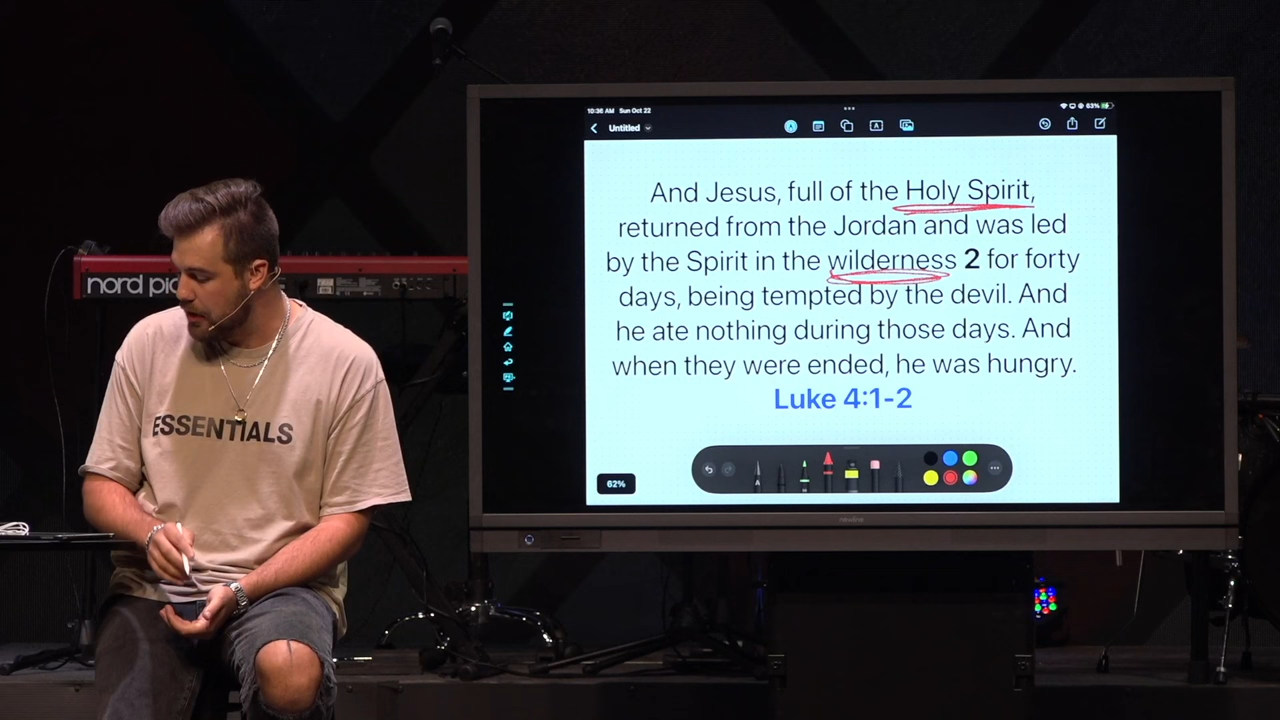 10:36 AM Sun Oct 22
63%
Untitled
And Jesus, full of the Holy Spirit,
returned from the Jordan and was led
by the Spirit in the wilderness 2 for forty
days, being tempted by the devil. And
he ate nothing during those days. And
when they were ended, he was hungry.
Luke 4:1-2
62%
newline
nord
ESSENTIALS